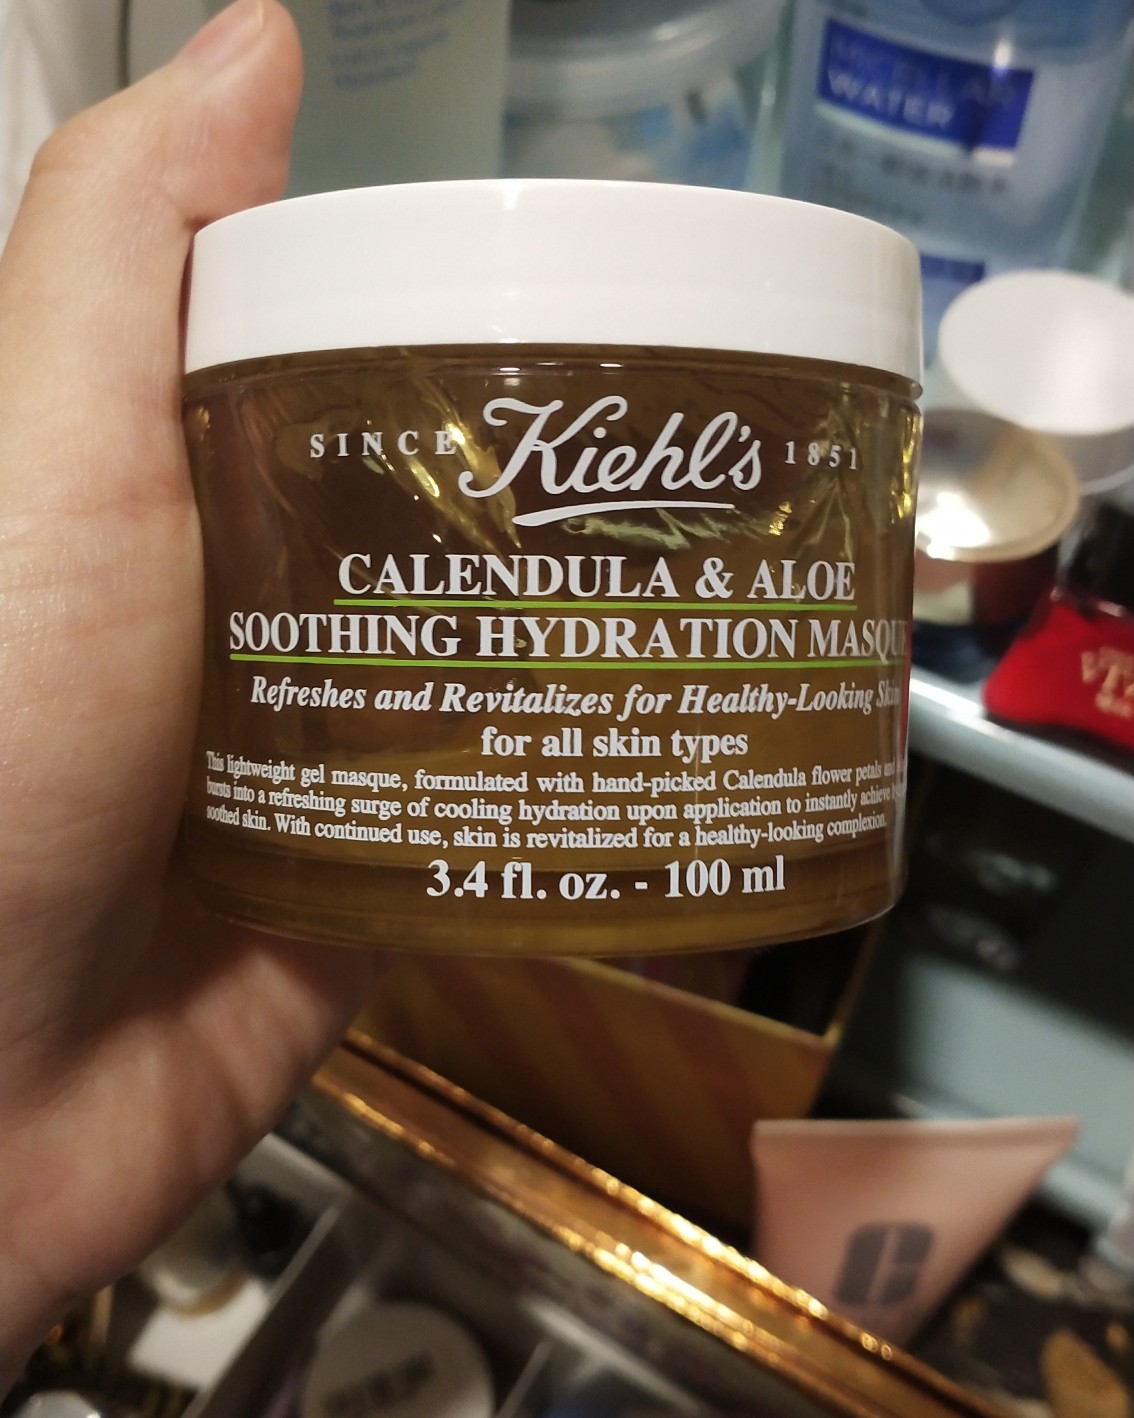 MICELLAR
WATER
SINCE Kiehl's 1851
CALENDULA & ALOE
SOOTHING HYDRATION MASQU
Refreshes and Revitalizes for Healthy-Looking Skin
for all skin types
This lightweight gel masque, formulated with hand-picked Calendula flower petals and
bursts into a refreshing surge of cooling hydration upon application to instantly achieve
soothed skin. With continued use, skin is revitalized for a healthy-looking complexion.
3.4 fl. oz. - 100 ml
C